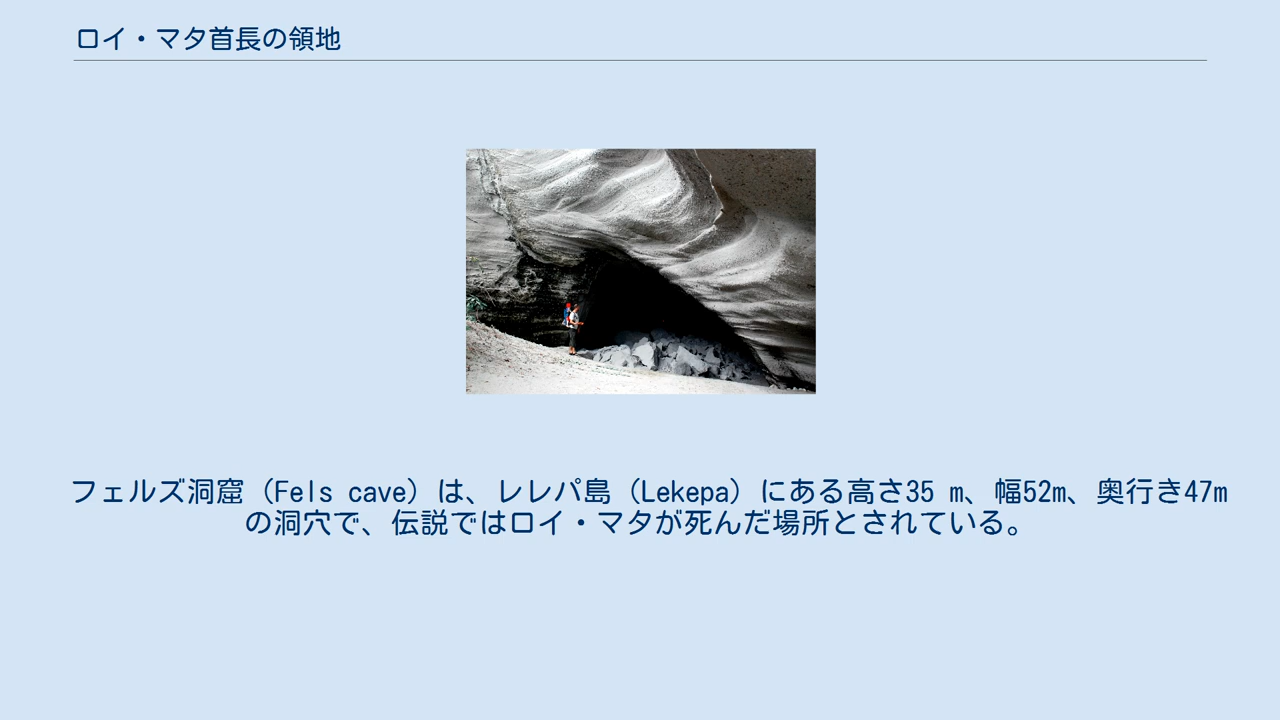 ロイ・マタ首長の領地
フェルズ洞窟（Fels cave）は、レレパ島（Lekepa）にある高さ35 m、幅52m、奥行き47m
の洞穴で、伝説ではロイ・マタが死んだ場所とされている。